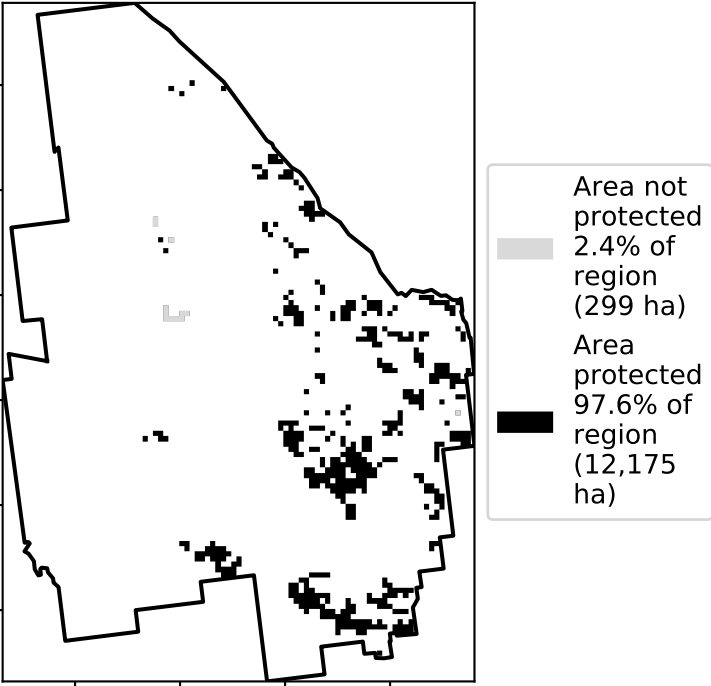 Area not
protected
2.4% of
region
(299 ha)
Area
protected
97.6% of
region
(12,175
ha)